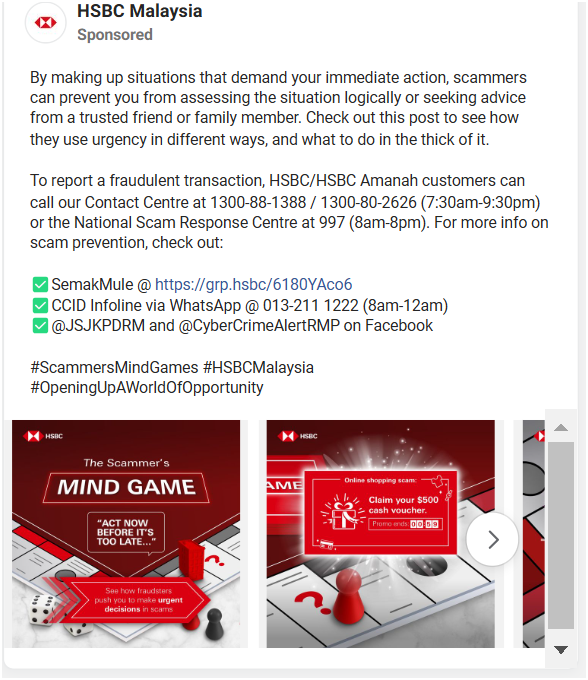 HSBC Malaysia
Sponsored
By making up situations that demand your immediate action, scammers
can prevent you from assessing the situation logically or seeking advice
from a trusted friend or family member. Check out this post to see how
they use urgency in different ways, and what to do in the thick of it.
To report a fraudulent transaction, HSBC/HSBC Amanah customers can
call our Contact Centre at 1300-88-1388 / 1300-80-2626 (7:30am-9:30pm)
or the National Scam Response Centre at 997 (8am-8pm). For more info on
scam prevention, check out:
✅SemakMule @ https://grp.hsbc/6180YAco6
✅CCID Infoline via WhatsApp @ 013-211 1222 (8am-12am)
✅@JSJKPDRM and @CyberCrimeAlertRMP on Facebook
#ScammersMindGames #HSBCMalaysia
#OpeningUpAWorldOfOpportunity
HSBC
The Scammer's
MIND GAME
"ACT NOW
BEFORE IT'S
TOO LATE..."
?
See how fraudsters
push you to make urgent
decisions in scams
HSBC
AME
Online shopping scam:
Claim your $500
cash voucher.
Promo ends: 00:59
?